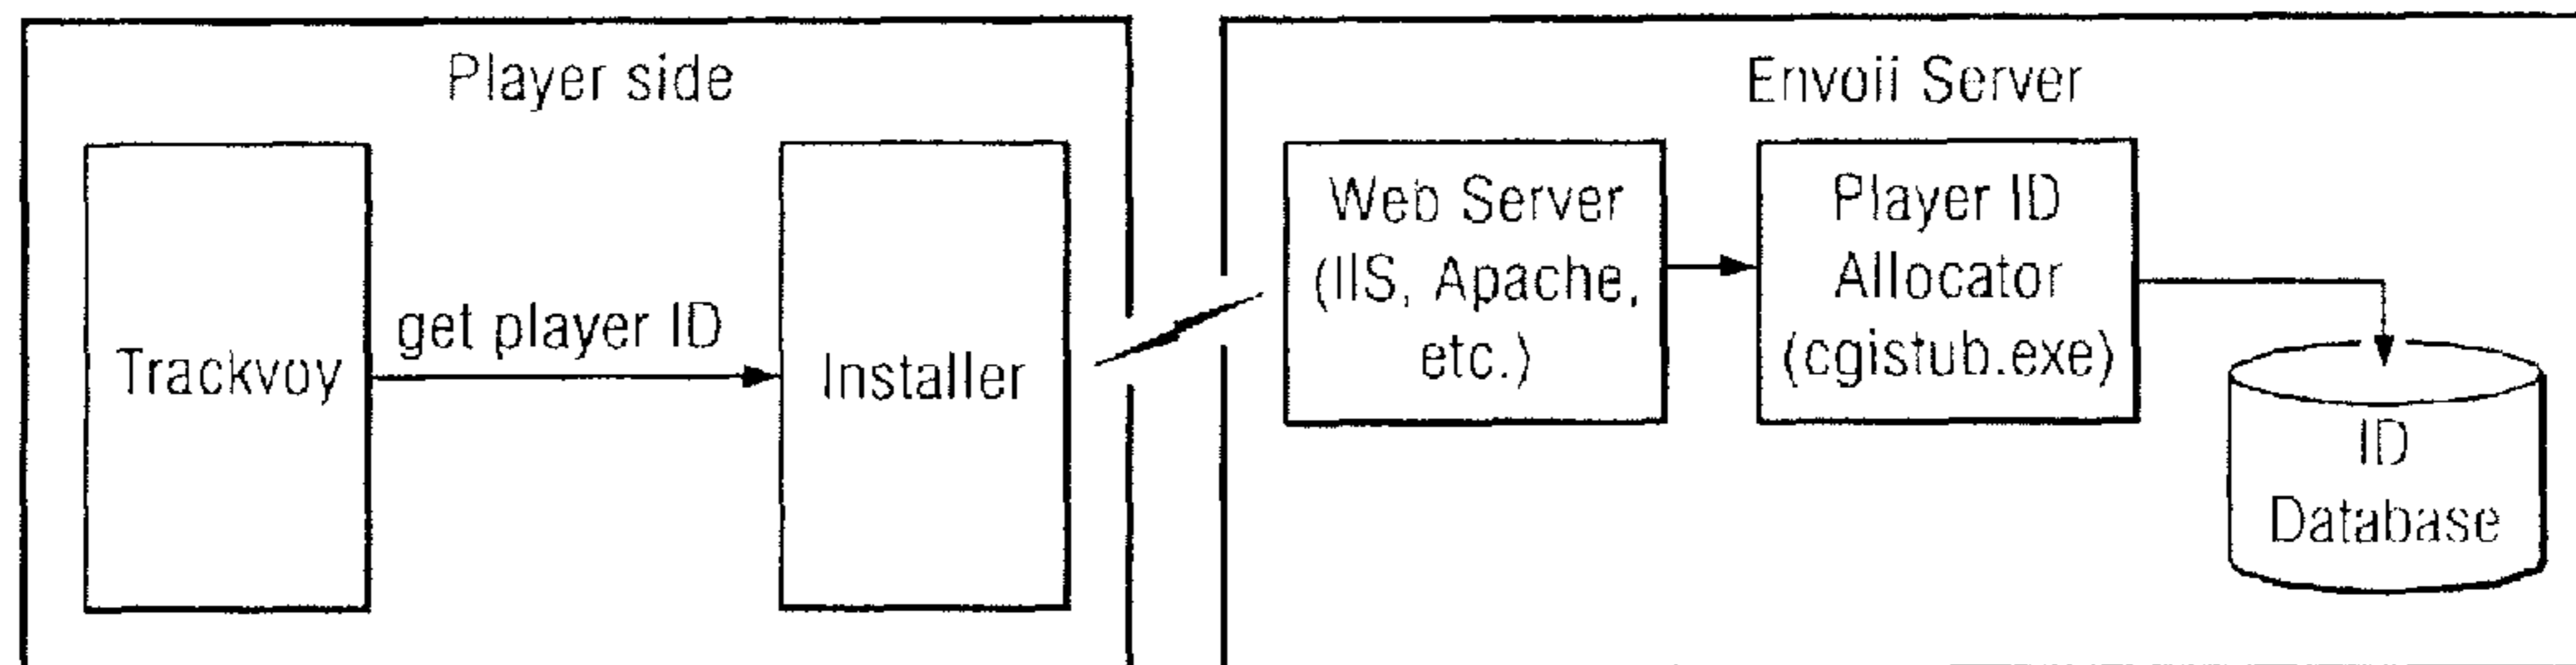 Player side
Trackvoy
get player ID
Installer
Envoii Server
Web Server
(IIS, Apache,
etc.)
Player ID
Allocator
(cgistub.exe)
ID
Database